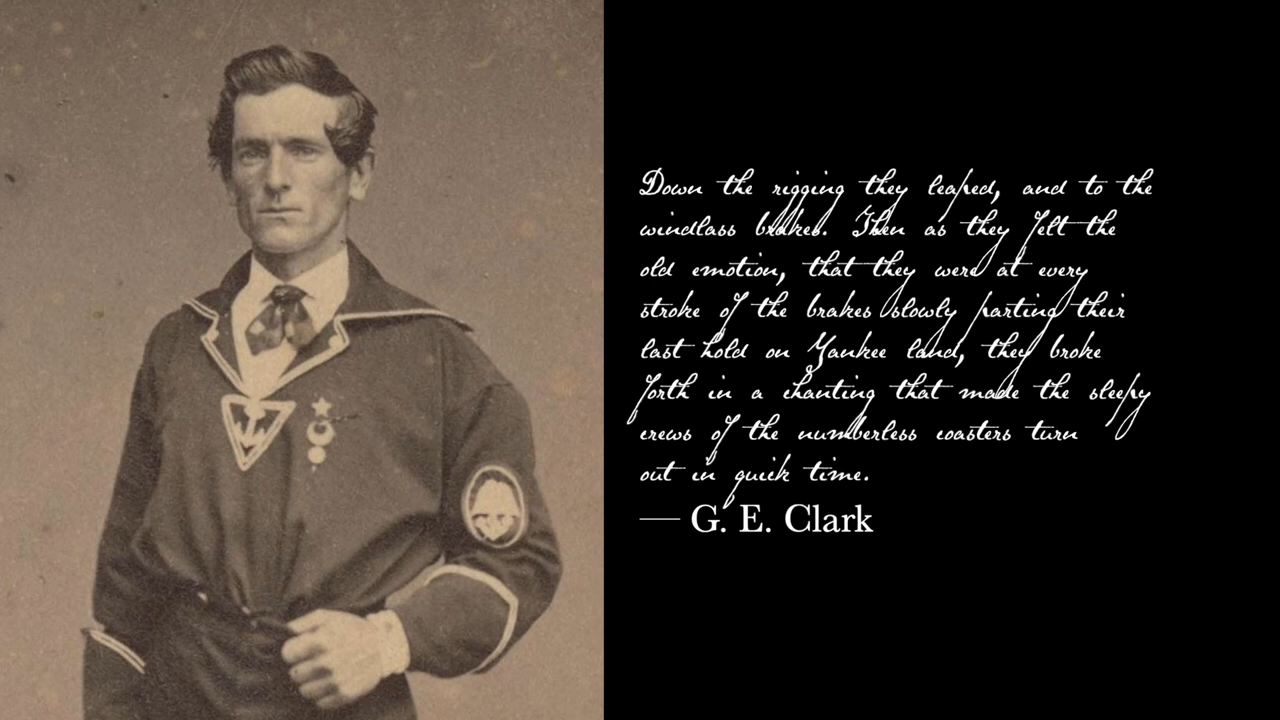 Down the rigging they leaped, and to the
windlass brakes. Then as they felt the
old emotion, that they were at every
stroke of the brakes slowly parting their
last hold on Yankee land, they broke
forth in a chanting that made the sleepy
crews of the numberless coasters turn
out in quick time.
— G. E. Clark